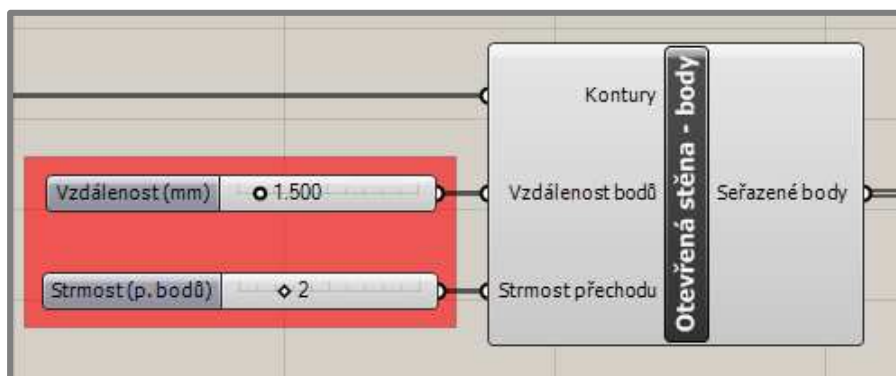 Kontury
Vzdálenost (mm) 1.500
Vzdálenost bodů
Otevřená stěna - body
Seřazené body
Strmost (p. bodů) 2
Strmost přechodu